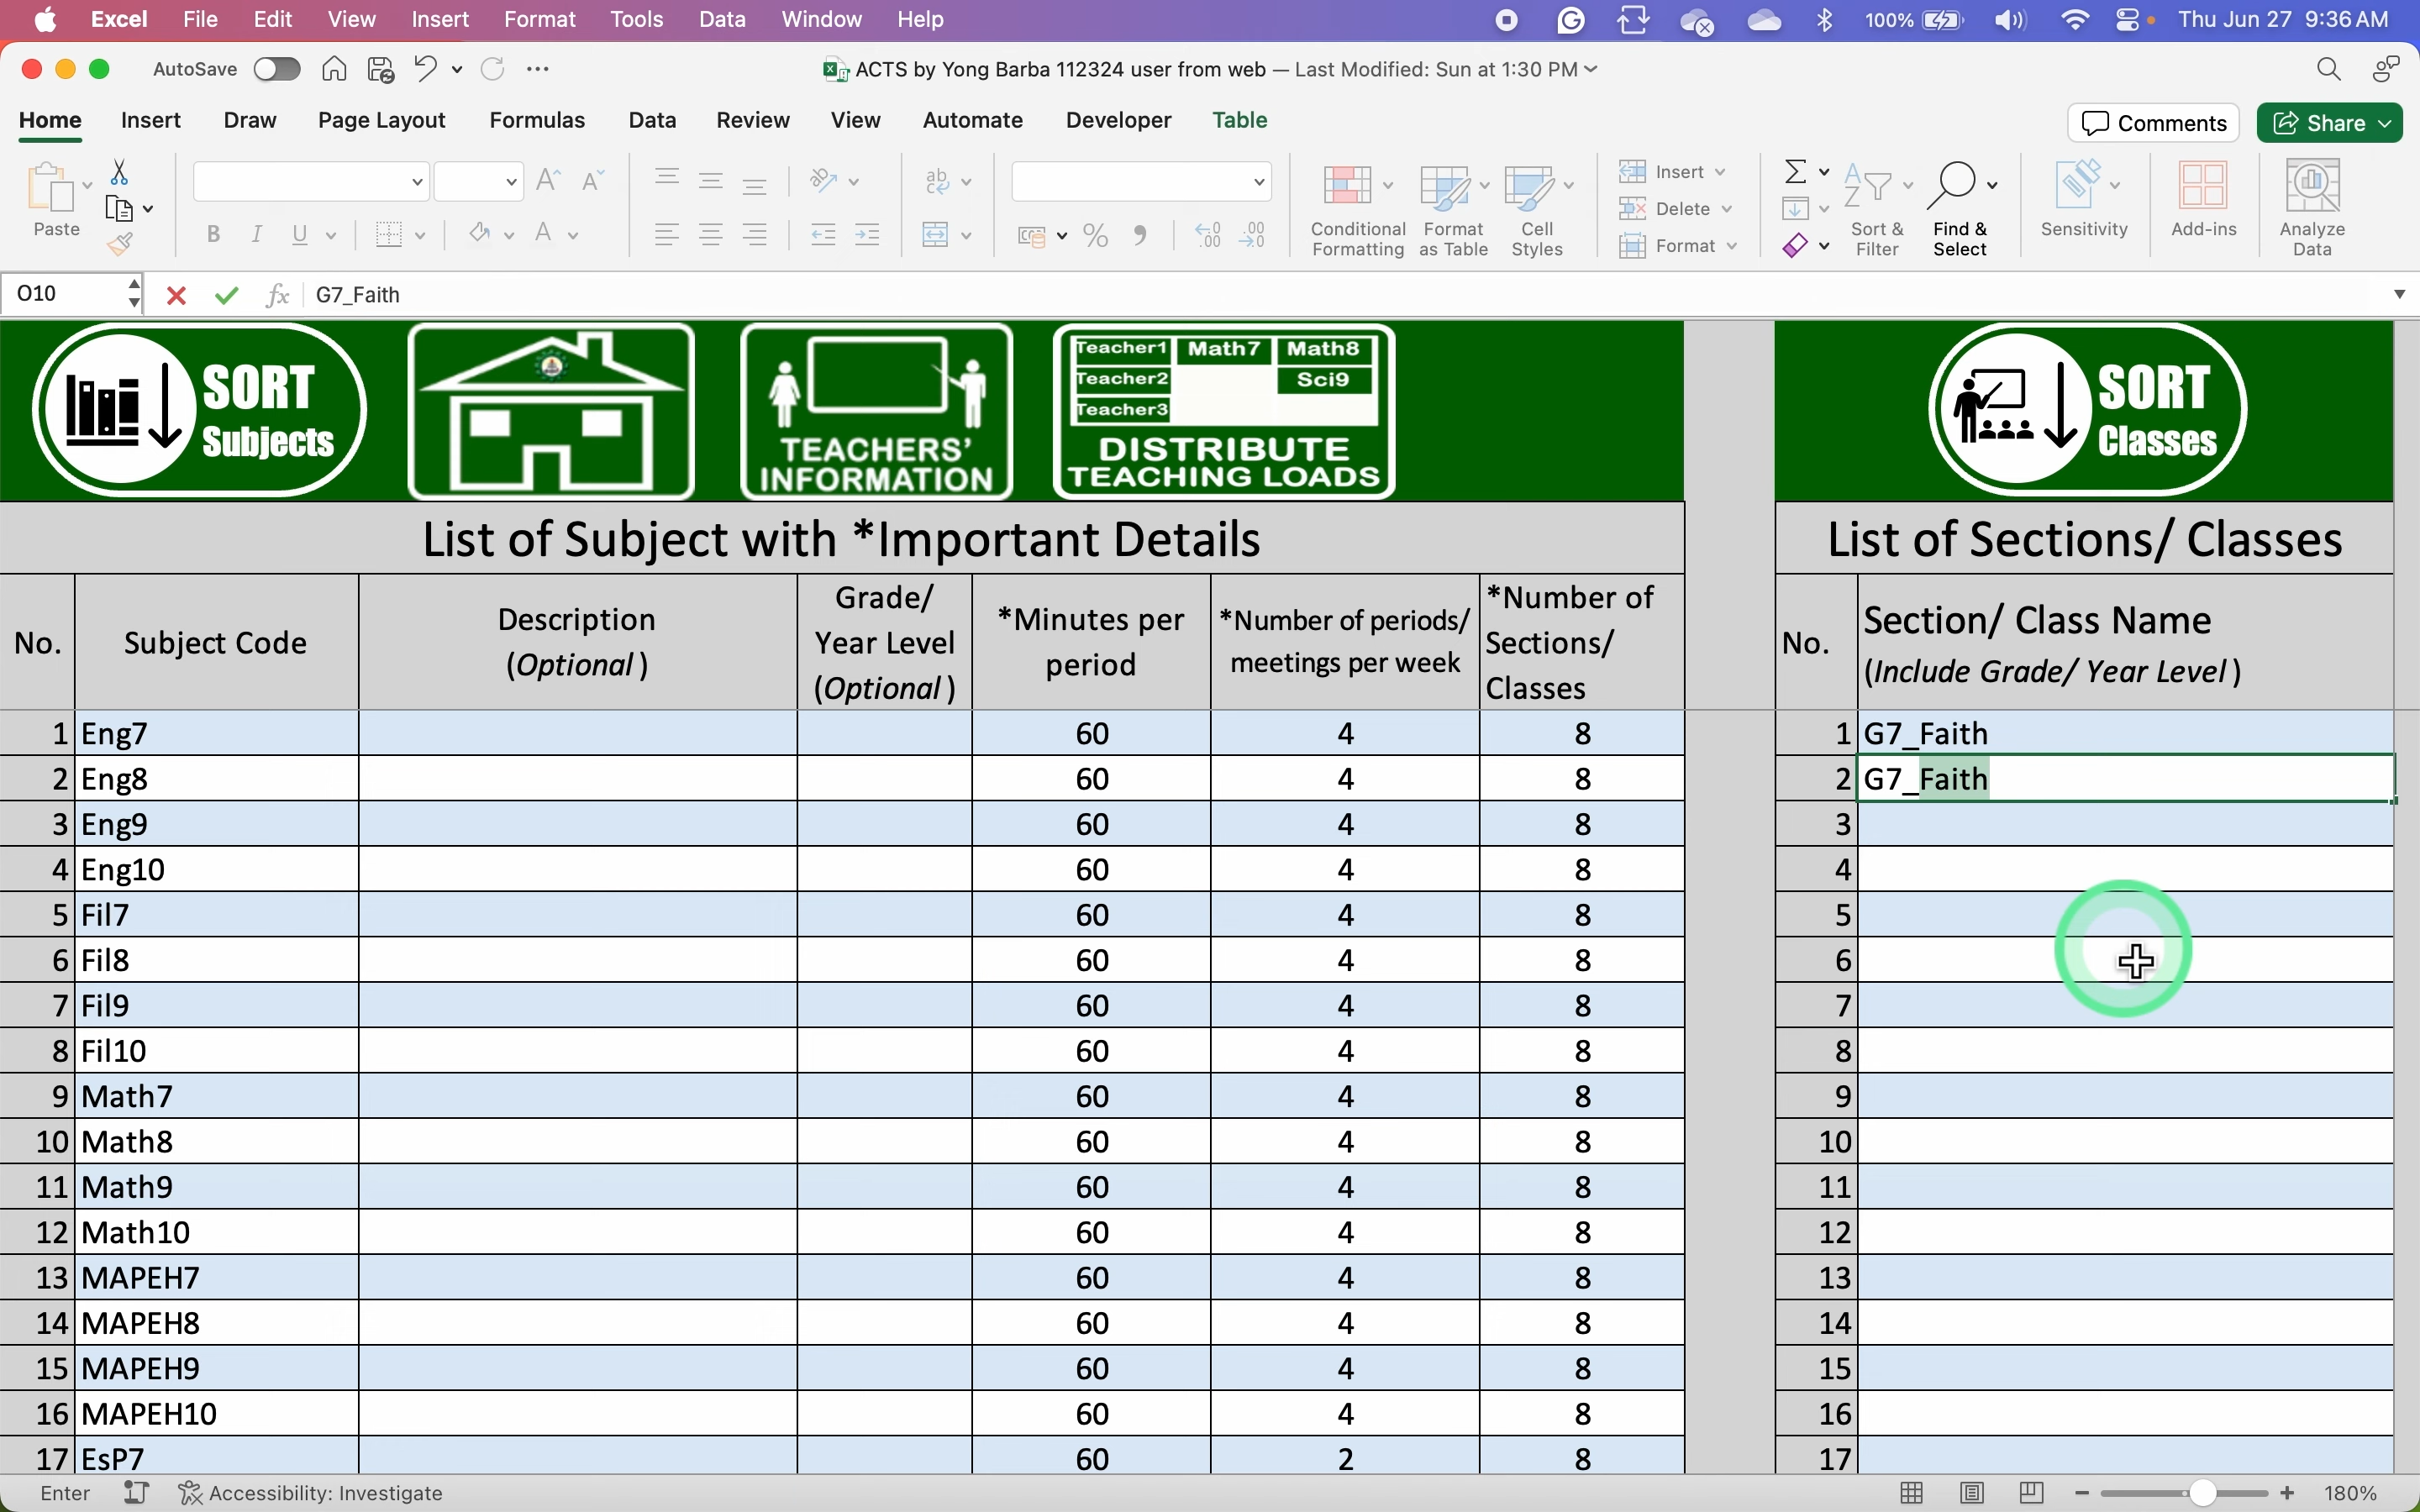 Excel File Edit View Insert Format Tools Data Window Help 100% Thu Jun 27 9:36 AM
AutoSave ACTS by Yong Barba 112324 user from web — Last Modified: Sun at 1:30 PM
Home Insert Draw Page Layout Formulas Data Review View Automate Developer Table Comments Share
Paste B I U A Conditional Formatting Format as Table Cell Styles Insert Delete Format Sort & Filter Find & Select Sensitivity Add-ins Analyze Data
O10 fx G7_Faith
SORT Subjects
TEACHERS' INFORMATION
Teacher1 Math7 Math8
Teacher2 Sci9
Teacher3
DISTRIBUTE TEACHING LOADS
SORT Classes
List of Subject with *Important Details
List of Sections/ Classes
No. Subject Code Description (Optional) Grade/ Year Level (Optional) *Minutes per period *Number of periods/ meetings per week *Number of Sections/ Classes No. Section/ Class Name (Include Grade/ Year Level)
1 Eng7 60 4 8 1 G7_Faith
2 Eng8 60 4 8 2 G7_Faith
3 Eng9 60 4 8 3
4 Eng10 60 4 8 4
5 Fil7 60 4 8 5
6 Fil8 60 4 8 6
7 Fil9 60 4 8 7
8 Fil10 60 4 8 8
9 Math7 60 4 8 9
10 Math8 60 4 8 10
11 Math9 60 4 8 11
12 Math10 60 4 8 12
13 MAPEH7 60 4 8 13
14 MAPEH8 60 4 8 14
15 MAPEH9 60 4 8 15
16 MAPEH10 60 4 8 16
17 EsP7 60 2 8 17
Enter Accessibility: Investigate 180%